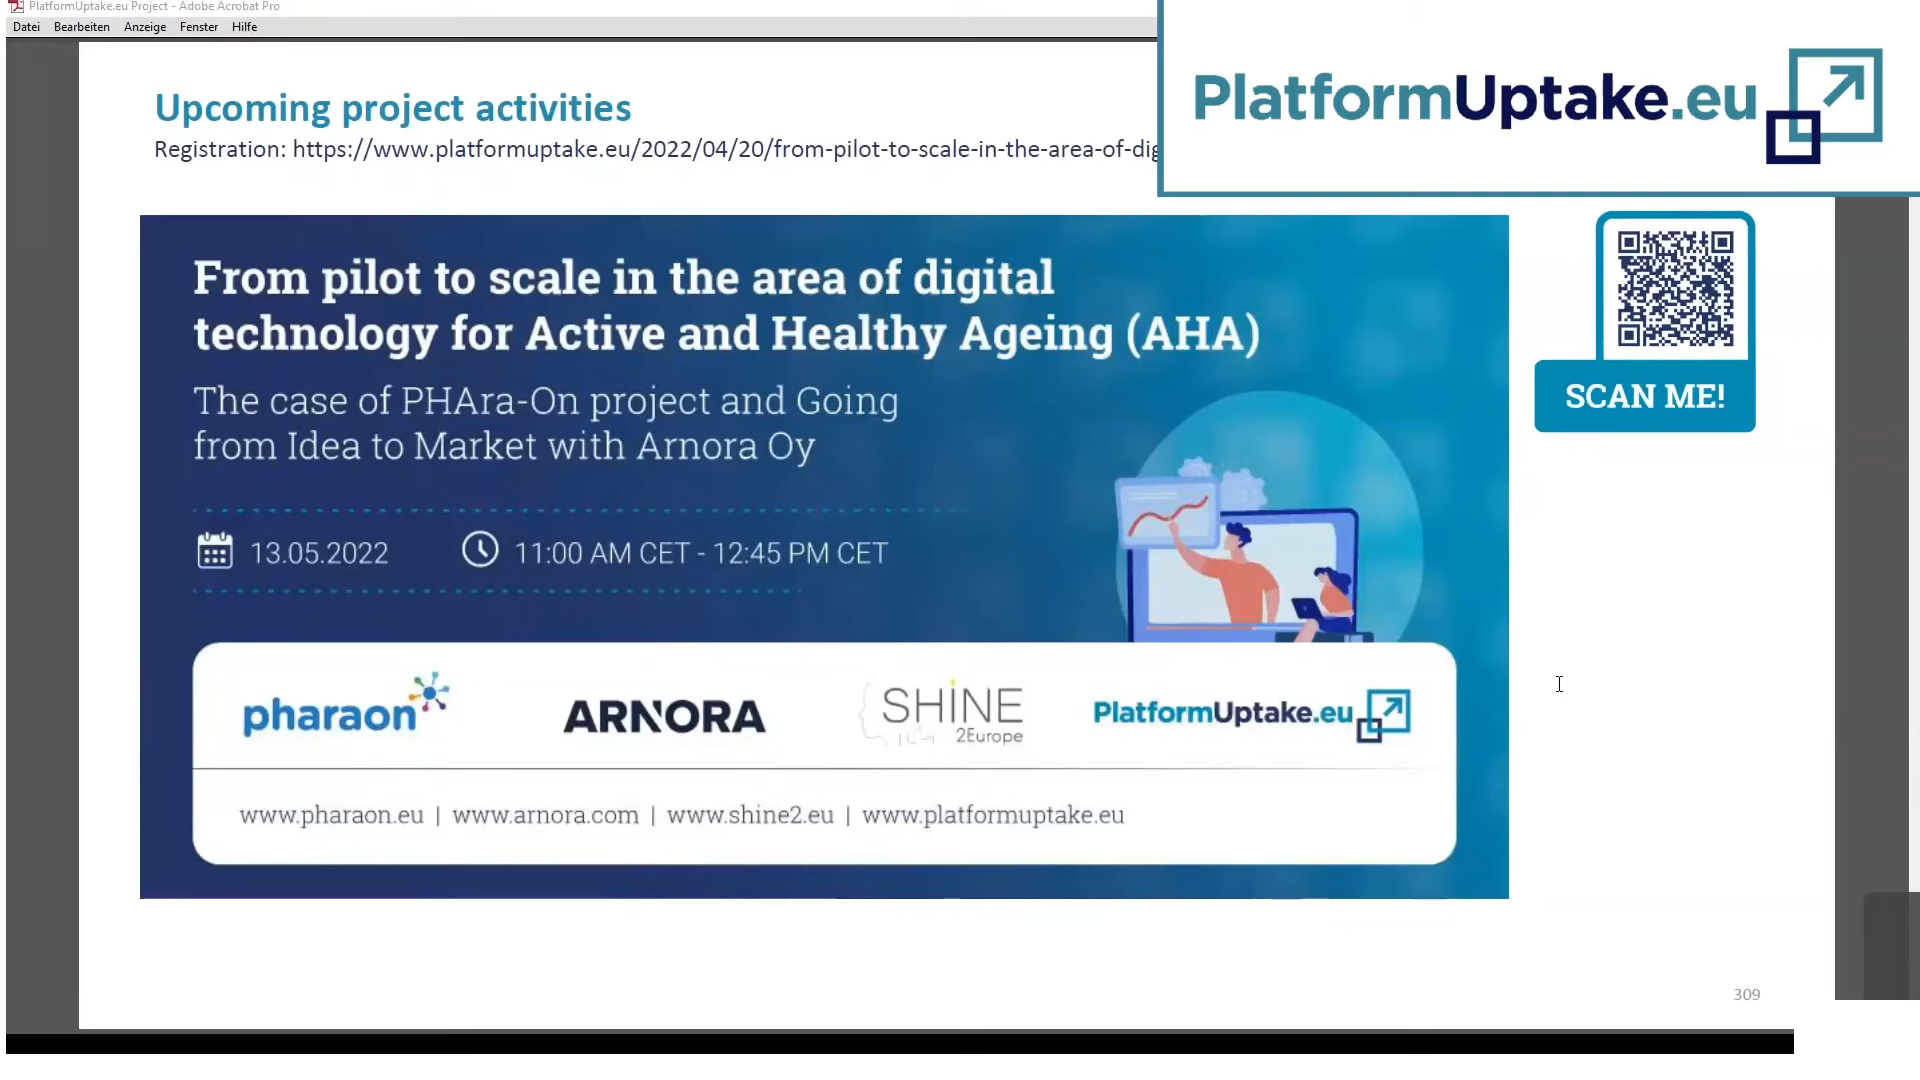 PlatformUptake.eu Project - Adobe Acrobat Pro
Datei Bearbeiten Anzeige Fenster Hilfe
PlatformUptake.eu
Upcoming project activities
Registration: https://www.platformuptake.eu/2022/04/20/from-pilot-to-scale-in-the-area-of-dig
From pilot to scale in the area of digital
technology for Active and Healthy Ageing (AHA)
The case of PHAra-On project and Going
from Idea to Market with Arnora Oy
13.05.2022 11:00 AM CET - 12:45 PM CET
SCAN ME!
pharaon ARNORA SHINE 2Europe PlatformUptake.eu
www.pharaon.eu | www.arnora.com | www.shine2.eu | www.platformuptake.eu
309